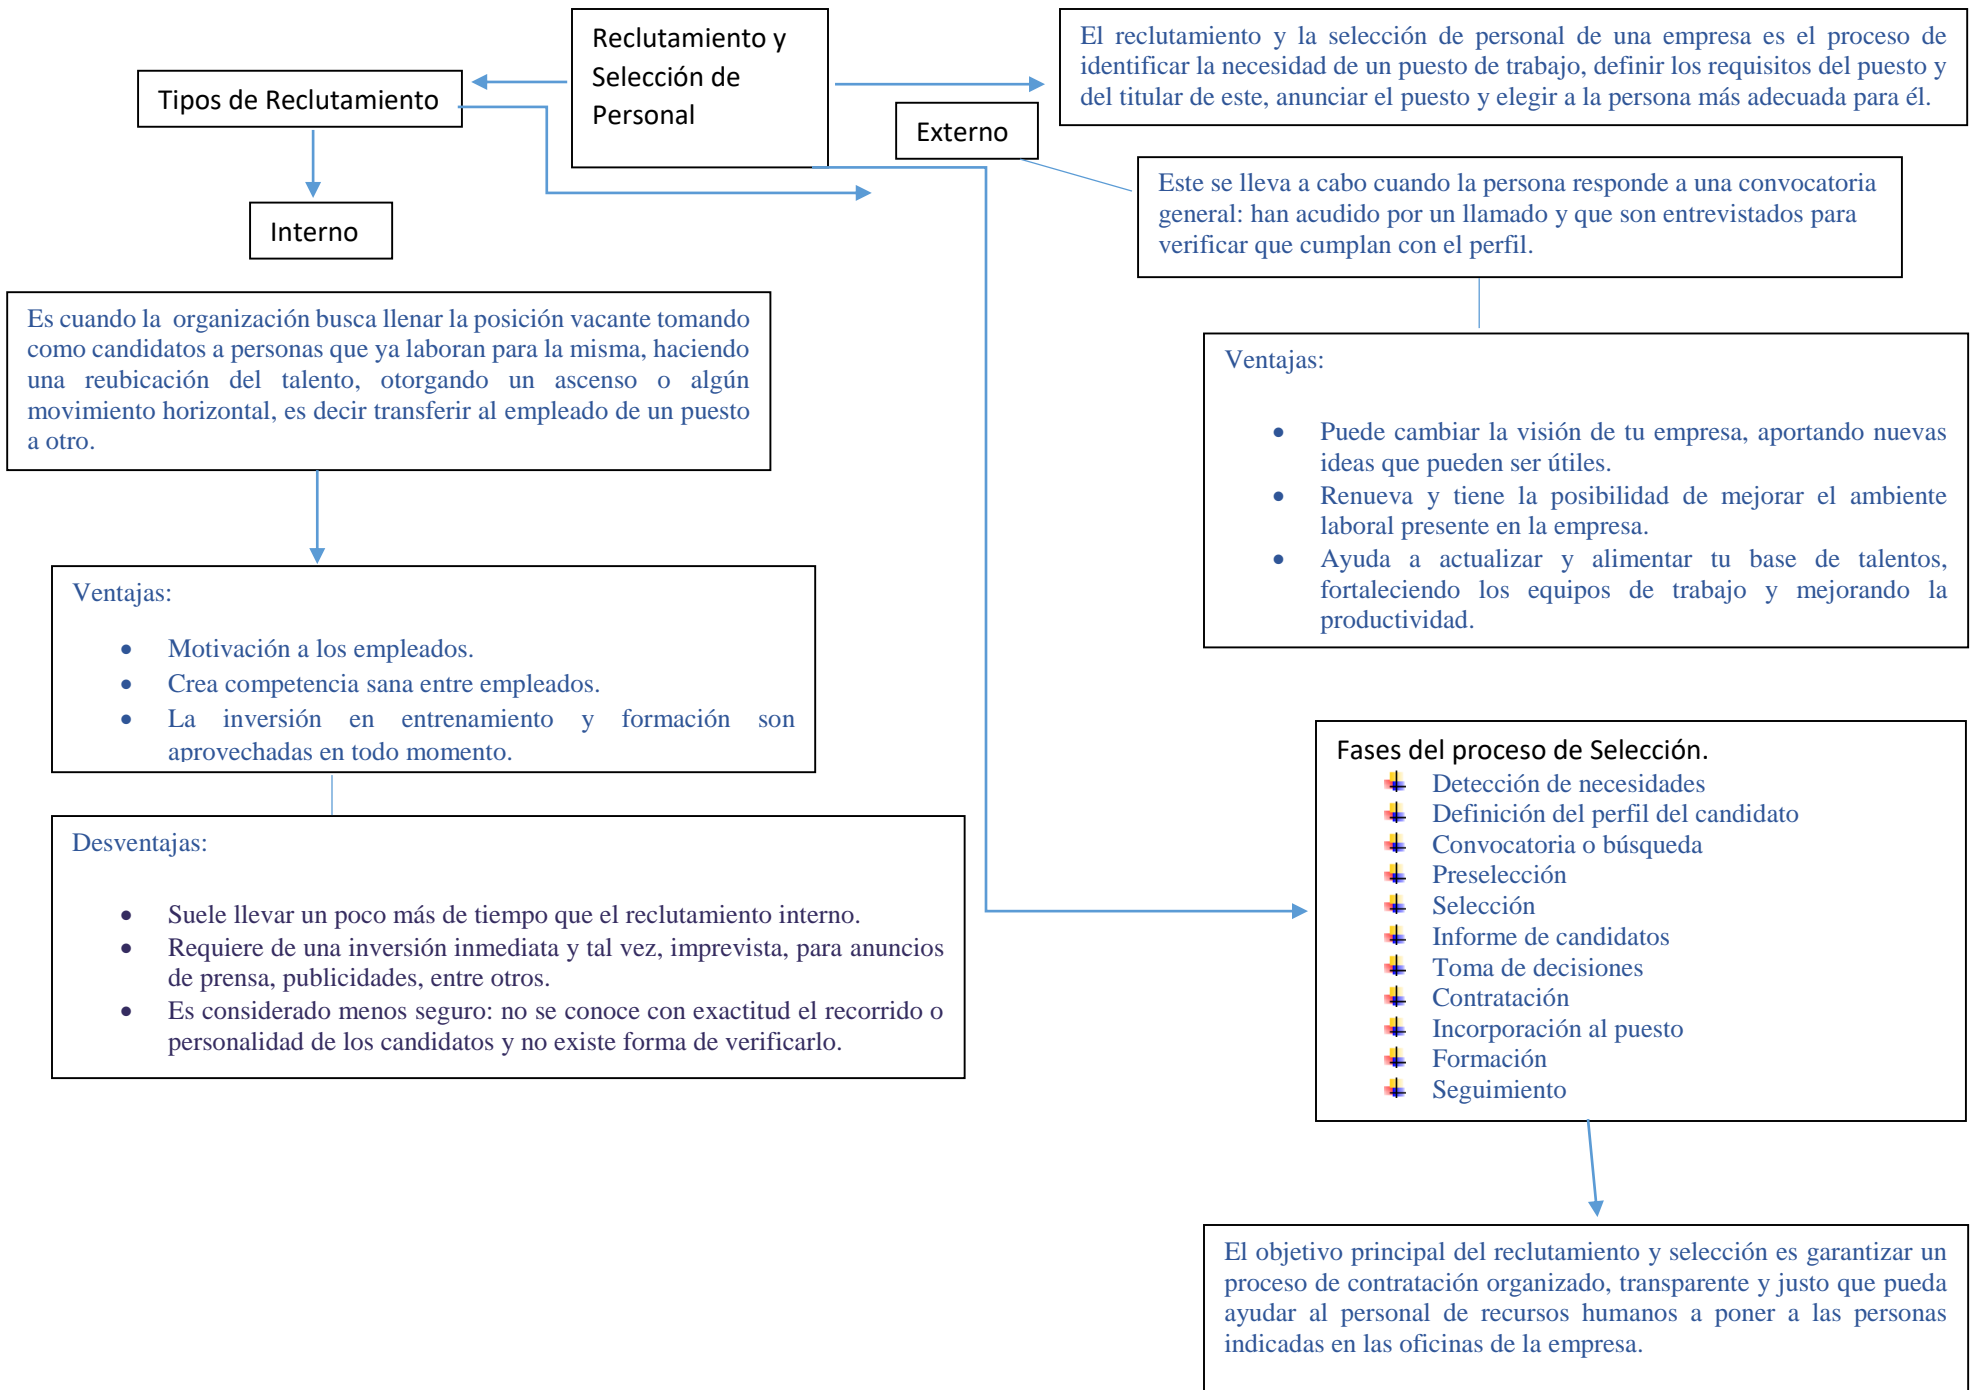 Reclutamiento y
Selección de
Personal
El reclutamiento y la selección de personal de una empresa es el proceso de
identificar la necesidad de un puesto de trabajo, definir los requisitos del puesto y
del titular de este, anunciar el puesto y elegir a la persona más adecuada para él.
Tipos de Reclutamiento
Externo
Este se lleva a cabo cuando la persona responde a una convocatoria
general: han acudido por un llamado y que son entrevistados para
verificar que cumplan con el perfil.
Interno
Es cuando la organización busca llenar la posición vacante tomando
como candidatos a personas que ya laboran para la misma, haciendo
una reubicación del talento, otorgando un ascenso o algún
movimiento horizontal, es decir transferir al empleado de un puesto
a otro.
Ventajas:
• Puede cambiar la visión de tu empresa, aportando nuevas
ideas que pueden ser útiles.
• Renueva y tiene la posibilidad de mejorar el ambiente
laboral presente en la empresa.
• Ayuda a actualizar y alimentar tu base de talentos,
fortaleciendo los equipos de trabajo y mejorando la
productividad.
Ventajas:
• Motivación a los empleados.
• Crea competencia sana entre empleados.
• La inversión en entrenamiento y formación son
aprovechadas en todo momento.
Desventajas:
• Suele llevar un poco más de tiempo que el reclutamiento interno.
• Requiere de una inversión inmediata y tal vez, imprevista, para anuncios
de prensa, publicidades, entre otros.
• Es considerado menos seguro: no se conoce con exactitud el recorrido o
personalidad de los candidatos y no existe forma de verificarlo.
Fases del proceso de Selección.
Detección de necesidades
Definición del perfil del candidato
Convocatoria o búsqueda
Preselección
Selección
Informe de candidatos
Toma de decisiones
Contratación
Incorporación al puesto
Formación
Seguimiento
El objetivo principal del reclutamiento y selección es garantizar un
proceso de contratación organizado, transparente y justo que pueda
ayudar al personal de recursos humanos a poner a las personas
indicadas en las oficinas de la empresa.